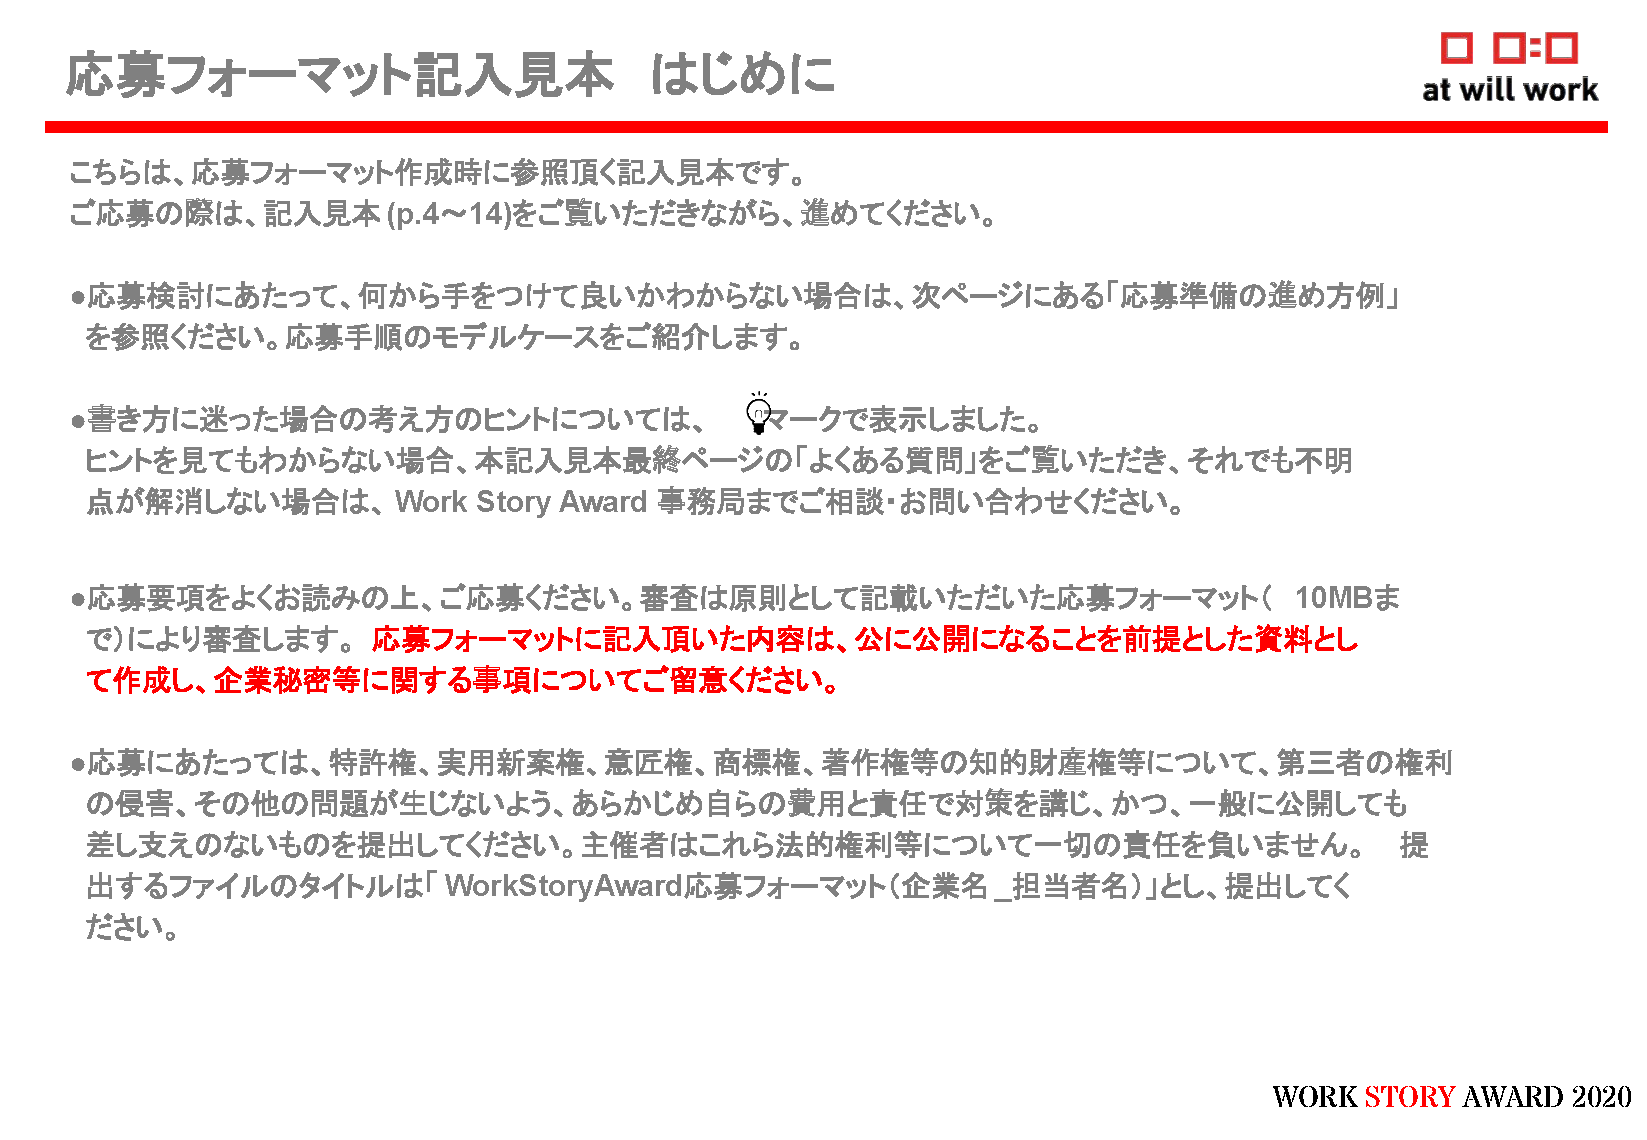 応募フォーマット記入見本　はじめに
at will work
こちらは、応募フォーマット作成時に参照頂く記入見本です。
ご応募の際は、記入見本(p.4～14)をご覧いただきながら、進めてください。
●応募検討にあたって、何から手をつけて良いかわからない場合は、次ページにある「応募準備の進め方例」
を参照ください。応募手順のモデルケースをご紹介します。
●書き方に迷った場合の考え方のヒントについては、　マークで表示しました。
ヒントを見てもわからない場合、本記入見本最終ページの「よくある質問」をご覧いただき、それでも不明
点が解消しない場合は、Work Story Award 事務局までご相談・お問い合わせください。
●応募要項をよくお読みの上、ご応募ください。審査は原則として記載いただいた応募フォーマット（ 10MBま
で）により審査します。 応募フォーマットに記入頂いた内容は、公に公開になることを前提とした資料とし
て作成し、企業秘密等に関する事項についてご留意ください。
●応募にあたっては、特許権、実用新案権、意匠権、商標権、著作権等の知的財産権等について、第三者の権利
の侵害、その他の問題が生じないよう、あらかじめ自らの費用と責任で対策を講じ、かつ、一般に公開しても
差し支えのないものを提出してください。主催者はこれら法的権利等について一切の責任を負いません。　提
出するファイルのタイトルは「 WorkStoryAward応募フォーマット（企業名_担当者名）」とし、提出してく
ださい。
WORK STORY AWARD 2020